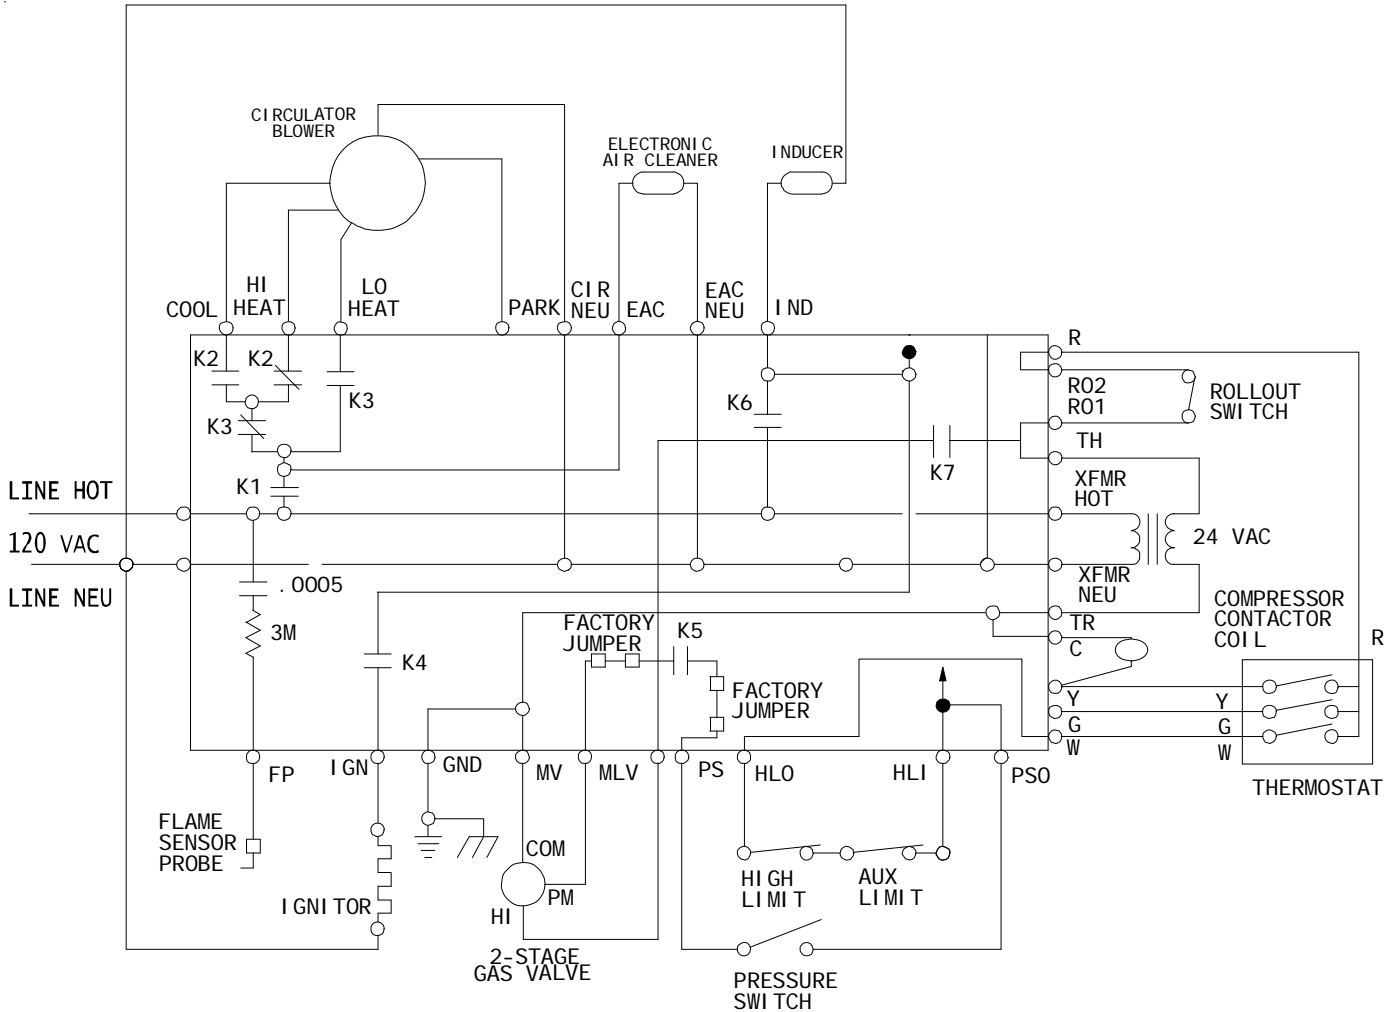 CIRCULATOR
BLOWER
ELECTRONIC
AIR CLEANER
INDUCER
COOL
HI
HEAT
LO
HEAT
PARK
CIR
NEU
EAC
EAC
NEU
IND
R
K2
K2
K3
K3
K6
RO2
RO1
ROLLOUT
SWITCH
TH
K7
K1
LINE HOT
XFMR
HOT
120 VAC
24 VAC
LINE NEU
XFMR
NEU
.0005
3M
K4
FACTORY
JUMPER
K5
FACTORY
JUMPER
TR
C
COMPRESSOR
CONTACTOR
COIL
R
Y
G
W
Y
G
W
THERMOSTAT
FP
IGN
GND
MV
MLV
PS
HLO
HLI
PSO
FLAME
SENSOR
PROBE
IGNITOR
COM
PM
HI
2-STAGE
GAS VALVE
HIGH
LIMIT
AUX
LIMIT
PRESSURE
SWITCH